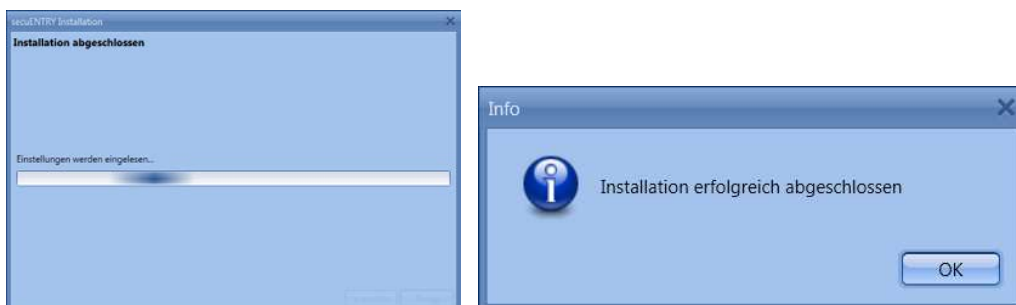 secuENTRY Installation
Installation abgeschlossen
Einstellungen werden eingelesen...
Info
Installation erfolgreich abgeschlossen
OK